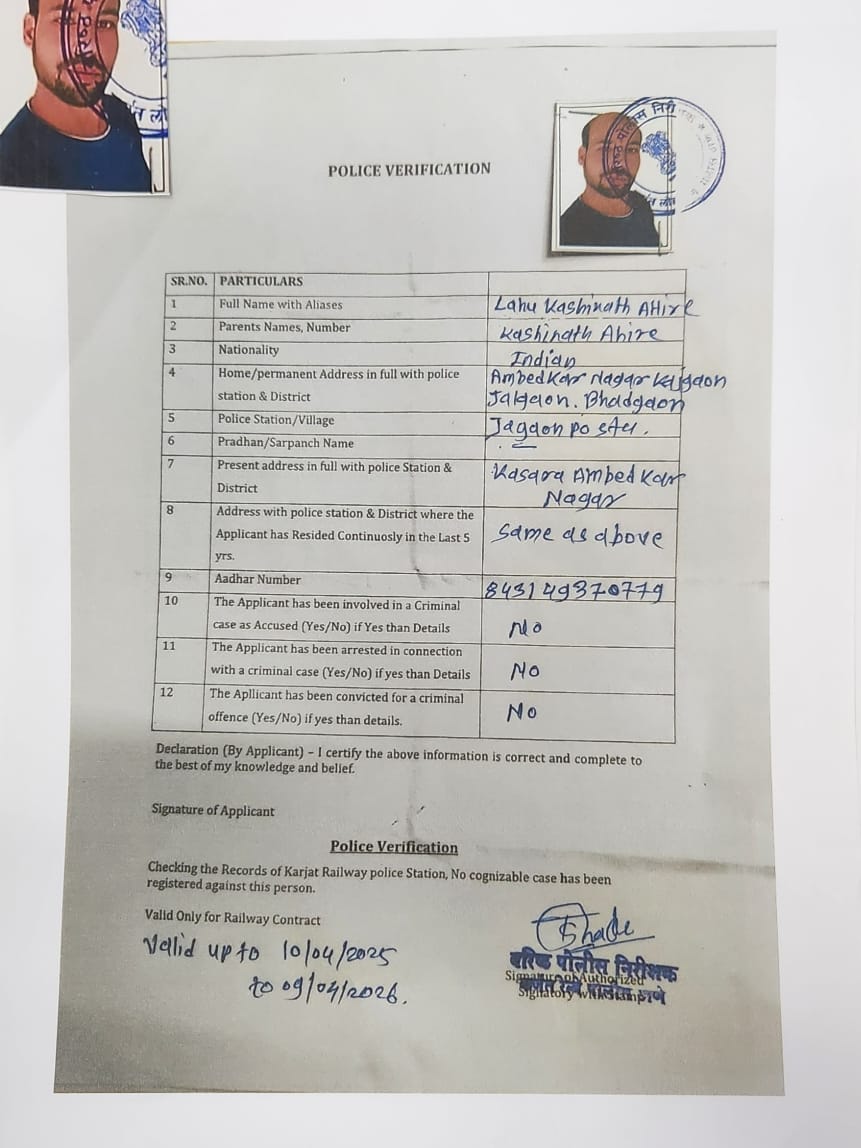 POLICE VERIFICATION
SR.NO. PARTICULARS
1 Full Name with Aliases Lahu Kashinath AHire
2 Parents Names, Number Kashinath Ahire
3 Nationality Indian
4 Home/permanent Address in full with police Ambedkar Nagar Kajgaon
station & District Jalgaon. Bhadgaon
5 Police Station/Village Jagaon
6 Pradhan/Sarpanch Name
7 Present address in full with police Station & Kasara Ambedkar
District Nagar
8 Address with police station & District where the
Applicant has Resided Continuosly in the Last 5 Same as above
yrs.
9 Aadhar Number 843149370779
10 The Applicant has been involved in a Criminal
case as Accused (Yes/No) if Yes than Details No
11 The Applicant has been arrested in connection
with a criminal case (Yes/No) if yes than Details No
12 The Apllicant has been convicted for a criminal
offence (Yes/No) if yes than details. No
Declaration (By Applicant) – I certify the above information is correct and complete to
the best of my knowledge and belief.
Signature of Applicant
Police Verification
Checking the Records of Karjat Railway police Station, No cognizable case has been
registered against this person.
Valid Only for Railway Contract
Valid up to 10/04/2025
to 09/04/2026.
वरिष्ठ पोलीस निरीक्षक
Signature of Authorized
Signatory with Stamp